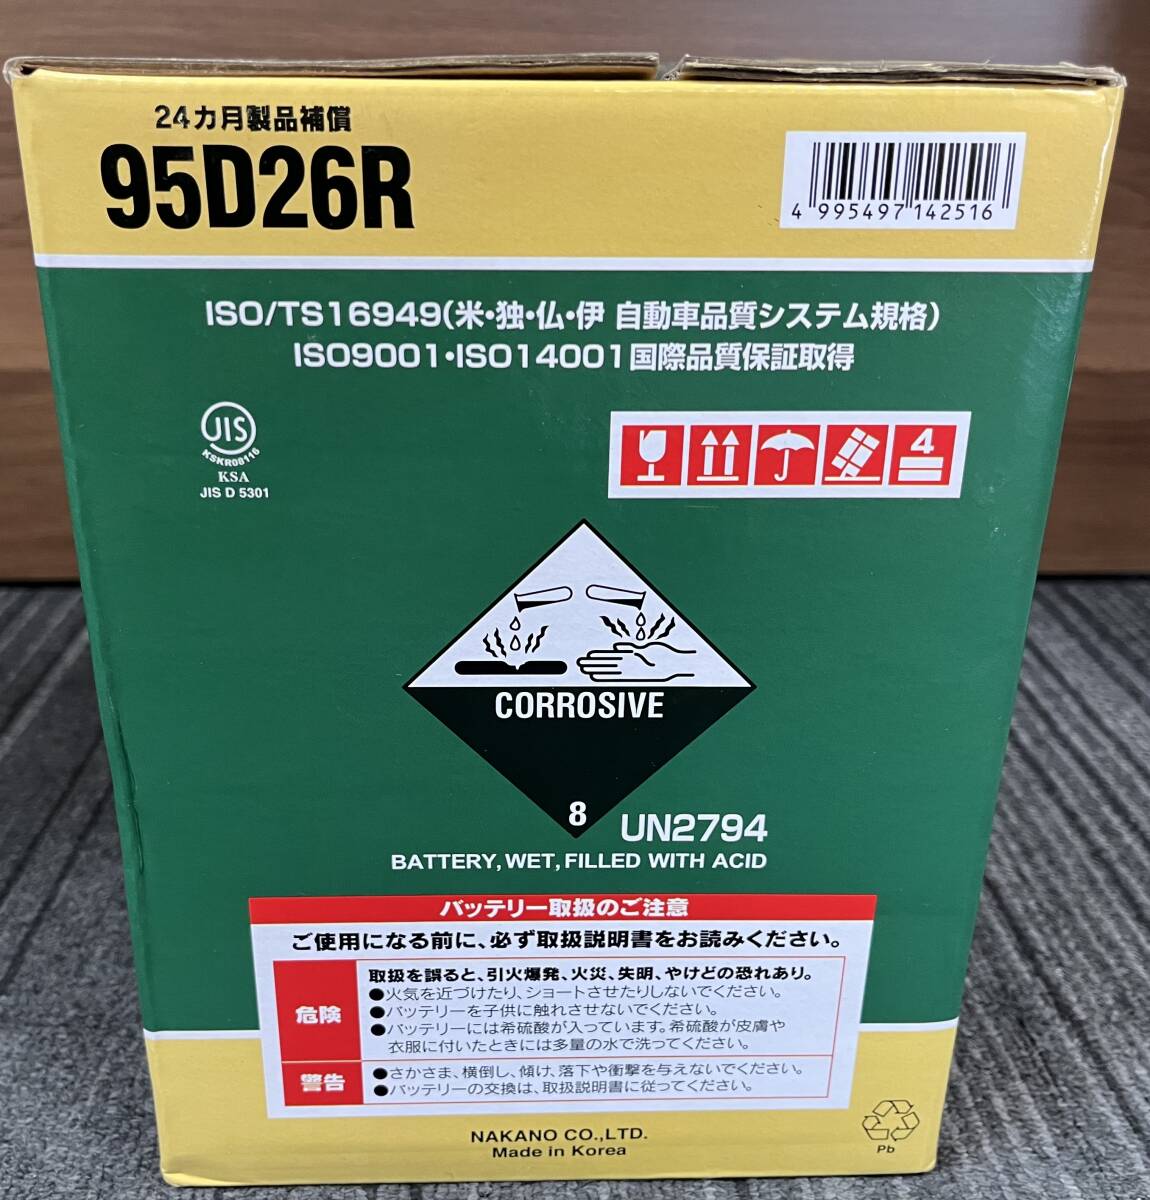 24カ月製品補償
95D26R
4 995497 142516
ISO/TS16949(米・独・仏・伊 自動車品質システム規格)
ISO9001・ISO14001国際品質保証取得
JIS
KSKR08116
KSA
JIS D 5301
4
CORROSIVE
8
UN2794
BATTERY, WET, FILLED WITH ACID
バッテリー取扱のご注意
ご使用になる前に、必ず取扱説明書をお読みください。
危険
取扱を誤ると、引火爆発、火災、失明、やけどの恐れあり。
●火気を近づけたり、ショートさせたりしないでください。
●バッテリーを子供に触れさせないでください。
●バッテリーには希硫酸が入っています。希硫酸が皮膚や
衣服に付いたときには多量の水で洗ってください。
警告
●さかさま、横倒し、傾け、落下や衝撃を与えないでください。
●バッテリーの交換は、取扱説明書に従ってください。
NAKANO CO.,LTD.
Made in Korea
Pb